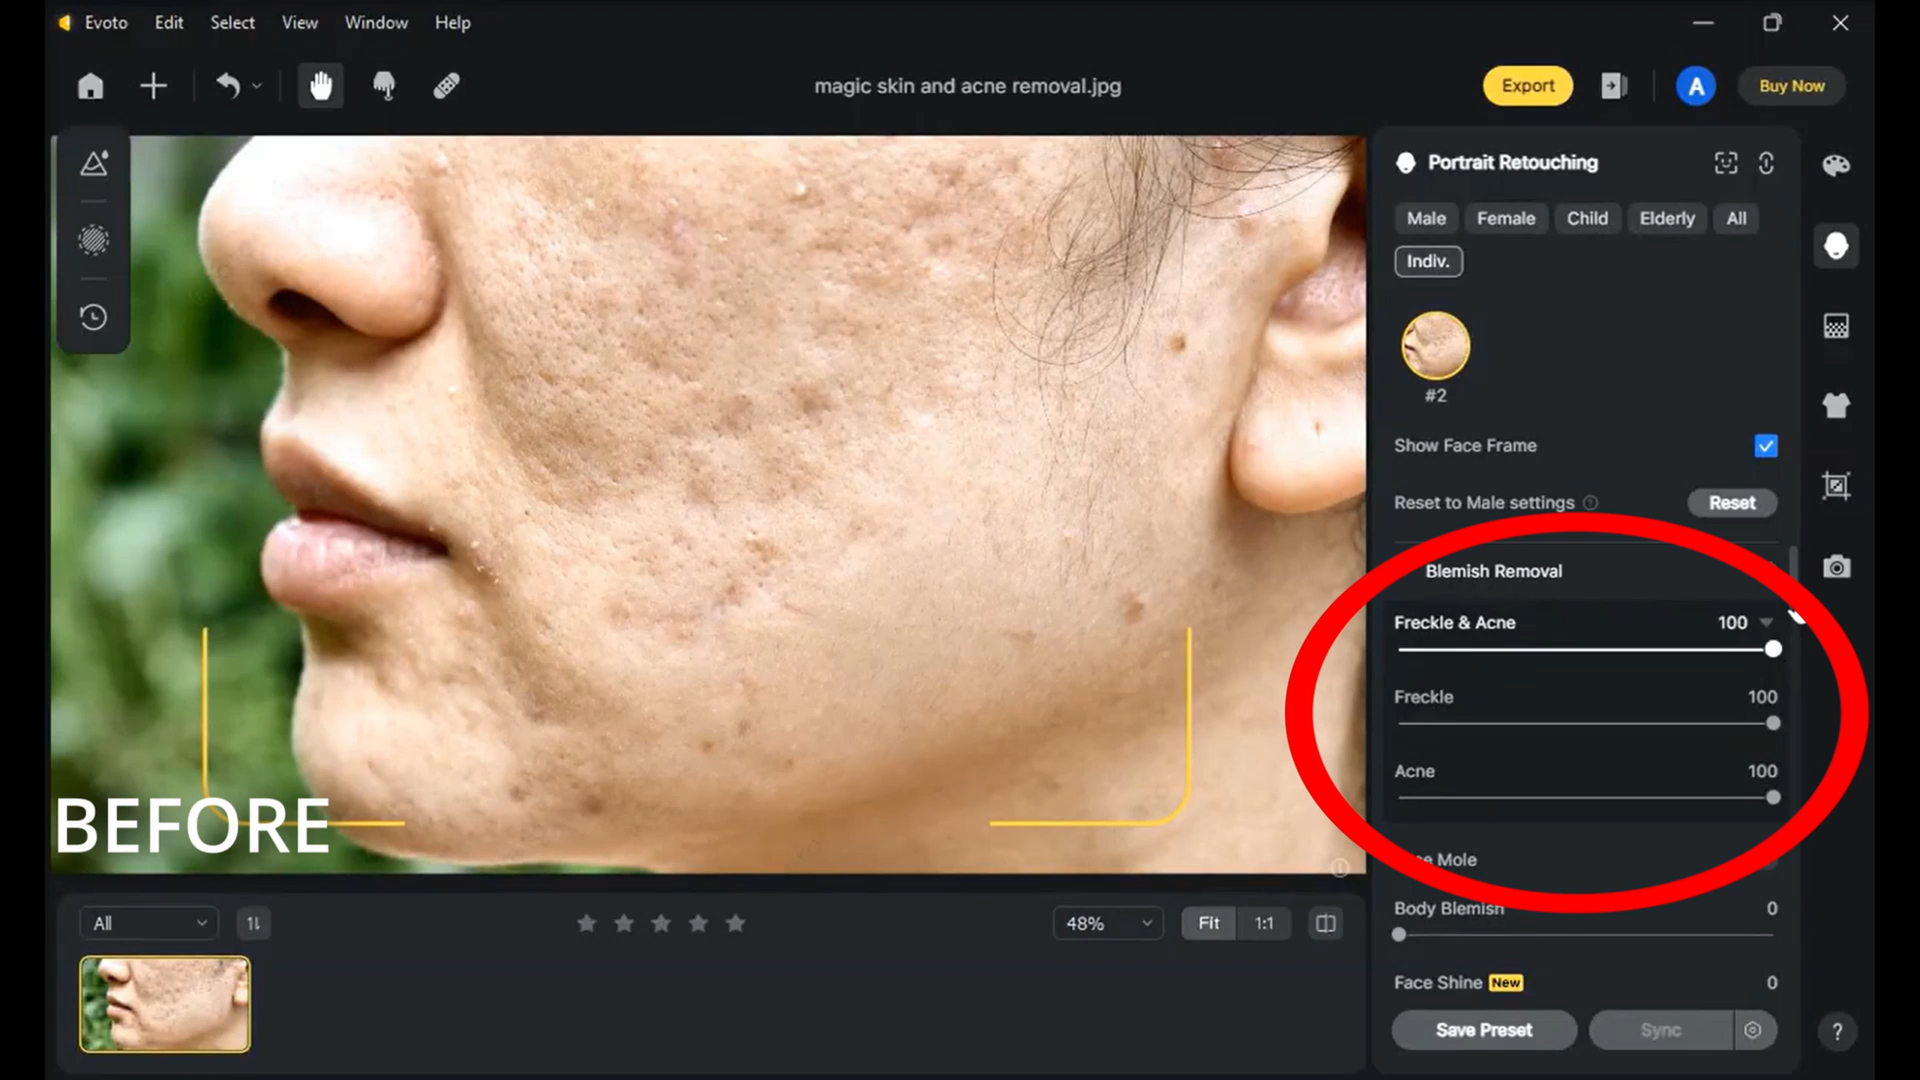 Evoto Edit Select View Window Help
magic skin and acne removal.jpg
Export
A
Buy Now
Portrait Retouching
Male Female Child Elderly All
Indiv.
#2
Show Face Frame
Reset to Male settings ? Reset
Blemish Removal
Freckle & Acne 100
Freckle 100
Acne 100
Mole
Body Blemish 0
Face Shine New 0
Save Preset Sync
?
BEFORE
All
48% Fit 1:1